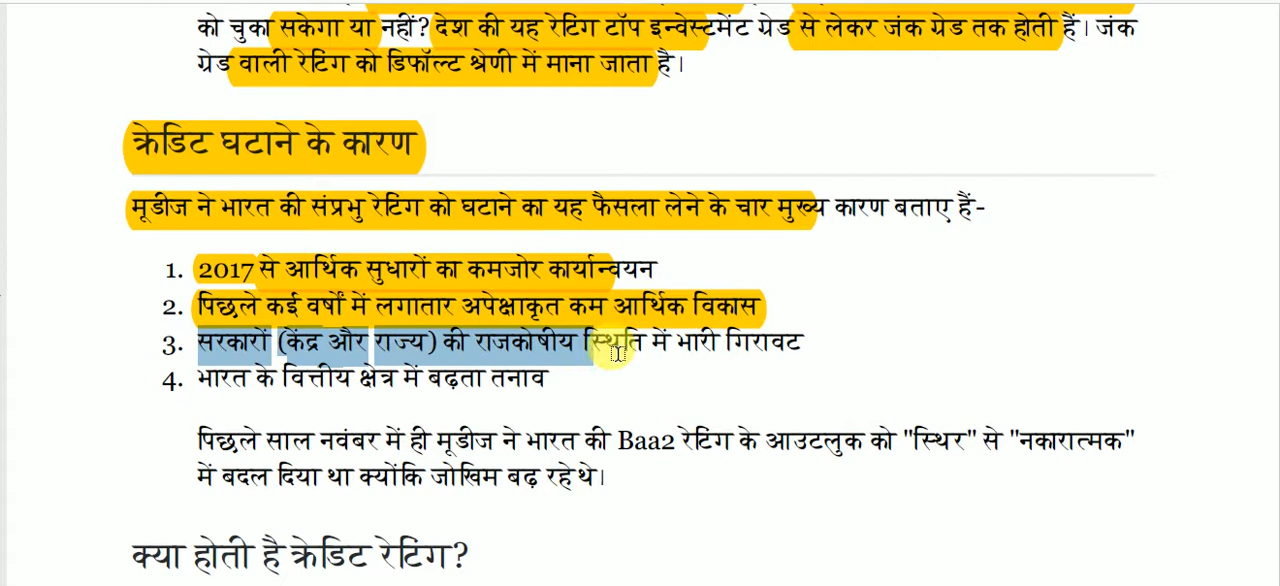 को चुका सकेगा या नहीं? देश की यह रेटिंग टॉप इन्वेस्टमेंट ग्रेड से लेकर जंक ग्रेड तक होती हैं। जंक
ग्रेड वाली रेटिंग को डिफॉल्ट श्रेणी में माना जाता है।
क्रेडिट घटाने के कारण
मूडीज ने भारत की संप्रभु रेटिंग को घटाने का यह फैसला लेने के चार मुख्य कारण बताए हैं-
1. 2017 से आर्थिक सुधारों का कमजोर कार्यान्वयन
2. पिछले कई वर्षों में लगातार अपेक्षाकृत कम आर्थिक विकास
3. सरकारों (केंद्र और राज्य) की राजकोषीय स्थिति में भारी गिरावट
4. भारत के वित्तीय क्षेत्र में बढ़ता तनाव
पिछले साल नवंबर में ही मूडीज ने भारत की Baa2 रेटिंग के आउटलुक को "स्थिर" से "नकारात्मक"
में बदल दिया था क्योंकि जोखिम बढ़ रहे थे।
क्या होती है क्रेडिट रेटिंग?